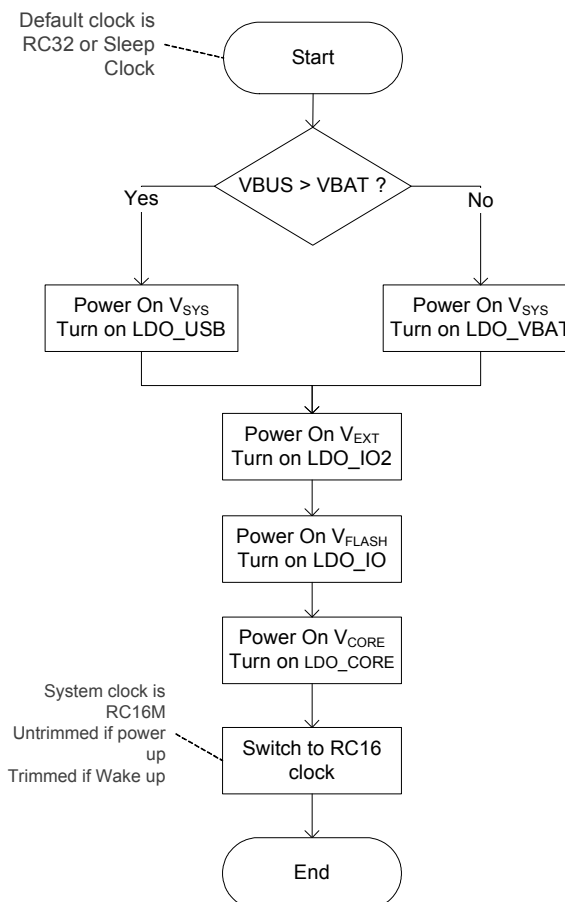 Default clock is
RC32 or Sleep
Clock
Start
VBUS > VBAT ?
Yes
No
Power On VSYS
Turn on LDO_USB
Power On VSYS
Turn on LDO_VBAT
Power On VEXT
Turn on LDO_IO2
Power On VFLASH
Turn on LDO_IO
Power On VCORE
Turn on LDO_CORE
System clock is
RC16M
Untrimmed if power
up
Trimmed if Wake up
Switch to RC16
clock
End